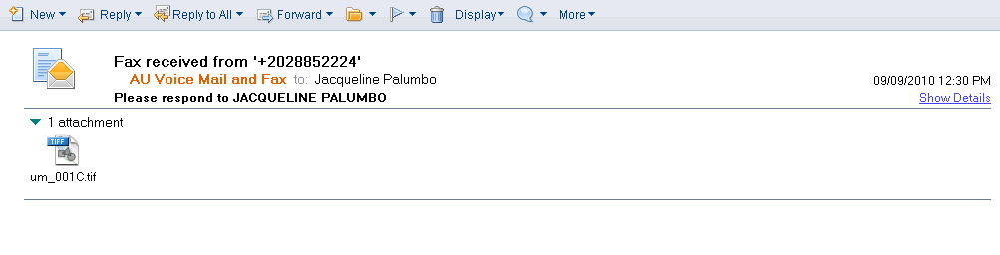 New Reply Reply to All Forward Display More
Fax received from '+2028852224'
AU Voice Mail and Fax to: Jacqueline Palumbo
09/09/2010 12:30 PM
Please respond to JACQUELINE PALUMBO
Show Details
1 attachment
TIFF
um_001C.tif